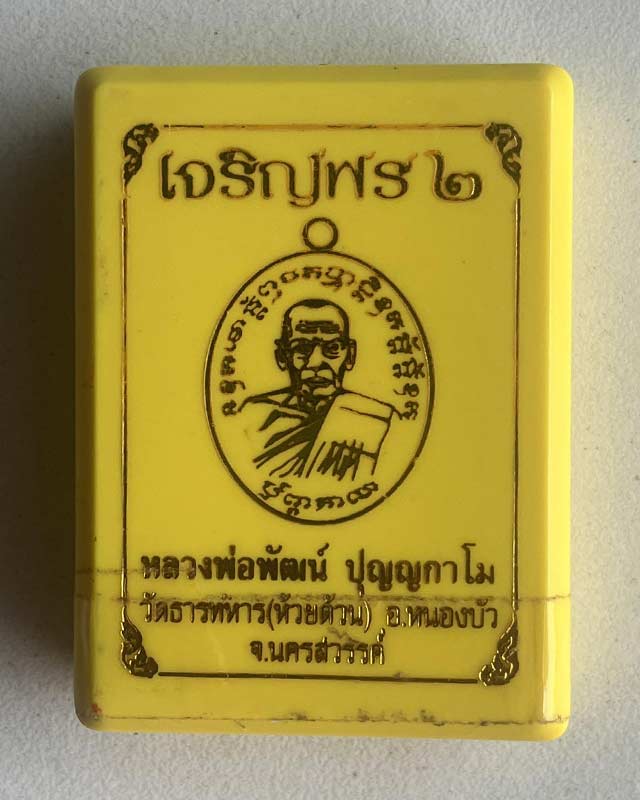 เจริญพร ๒
หลวงพ่อพัฒน์ ปุญญกาโม
วัดธารทหาร(ห้วยด้วน) อ.หนองบัว
จ.นครสวรรค์